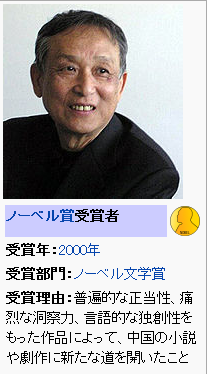 ノーベル賞受賞者
受賞年：2000年
受賞部門：ノーベル文学賞
受賞理由：普遍的な正当性、痛
烈な洞察力、言語的な独創性を
もった作品によって、中国の小説
や劇作に新たな道を開いたこと